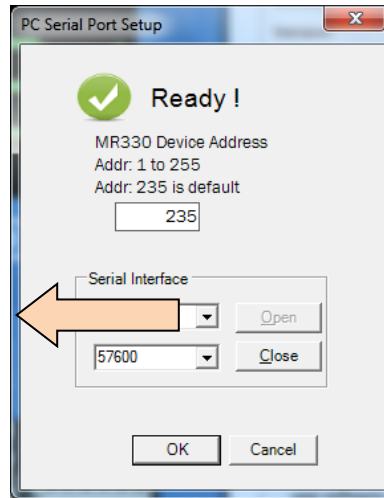 PC Serial Port Setup
Ready !
MR330 Device Address
Addr: 1 to 255
Addr: 235 is default
235
Serial Interface
Open
57600
Close
OK
Cancel